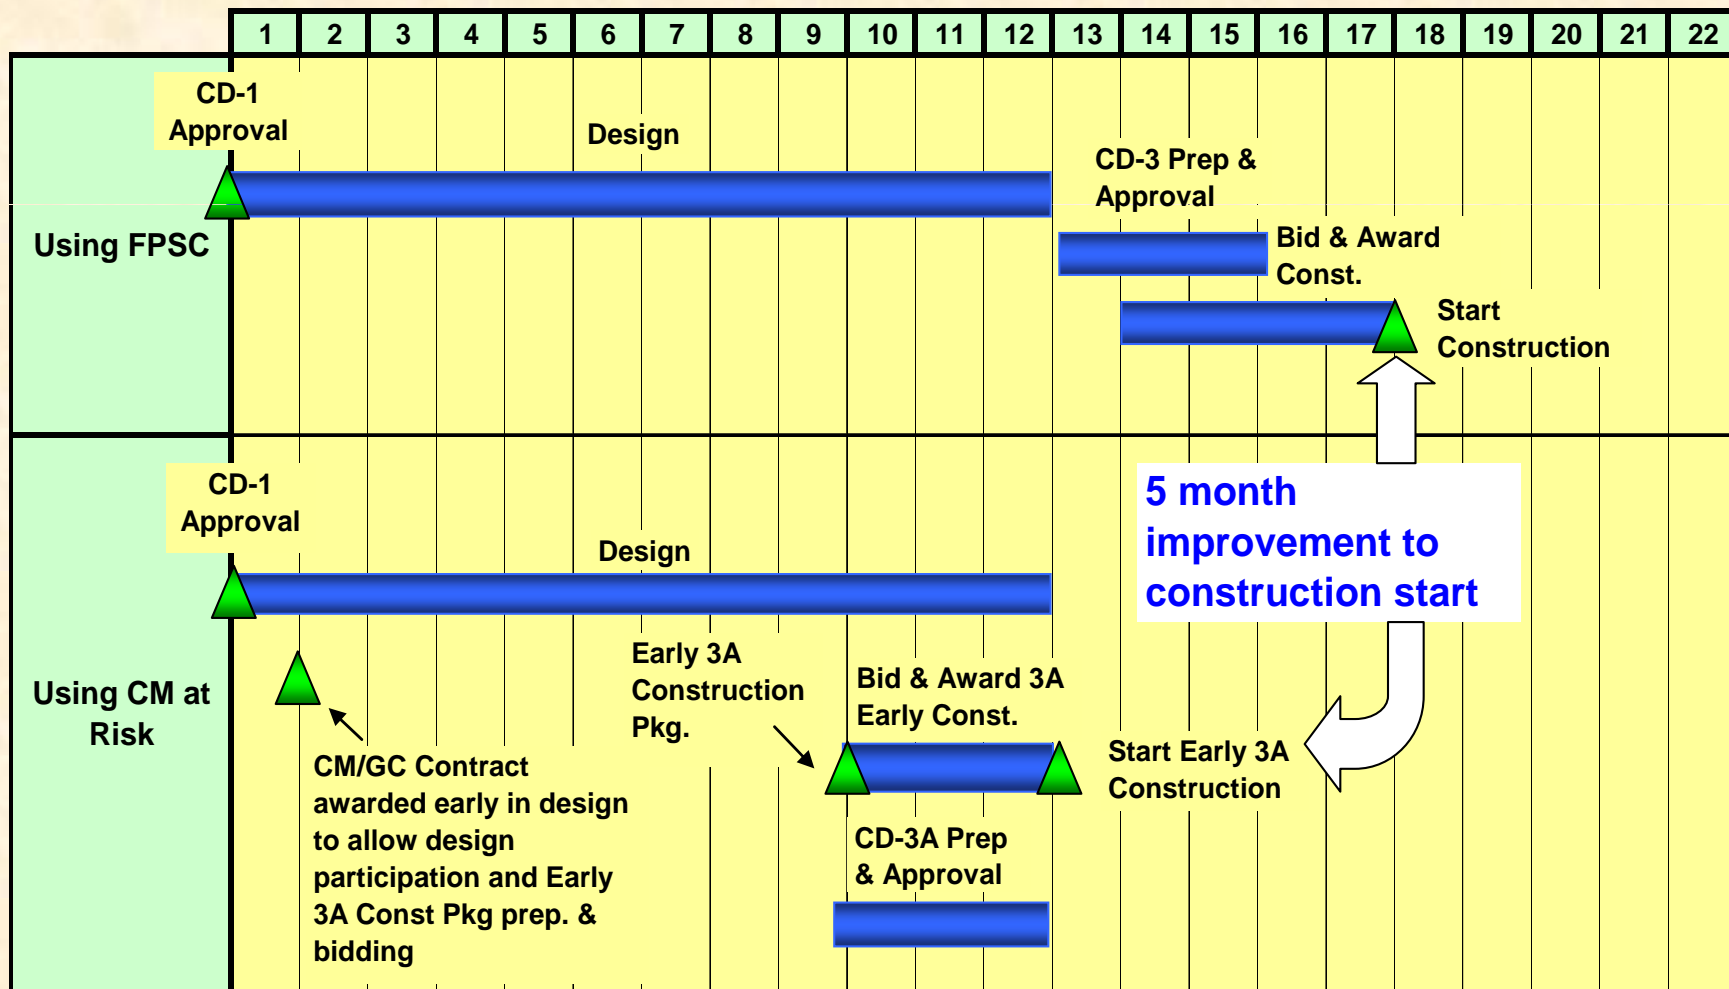 1 2 3 4 5 6 7 8 9 10 11 12 13 14 15 16 17 18 19 20 21 22
CD-1
Approval
Design
CD-3 Prep &
Approval
Using FPSC
Bid & Award
Const.
Start
Construction
CD-1
Approval
Design
5 month
improvement to
construction start
Using CM at
Risk
Early 3A
Construction
Pkg.
Bid & Award 3A
Early Const.
Start Early 3A
Construction
CM/GC Contract
awarded early in design
to allow design
participation and Early
3A Const Pkg prep. &
bidding
CD-3A Prep
& Approval